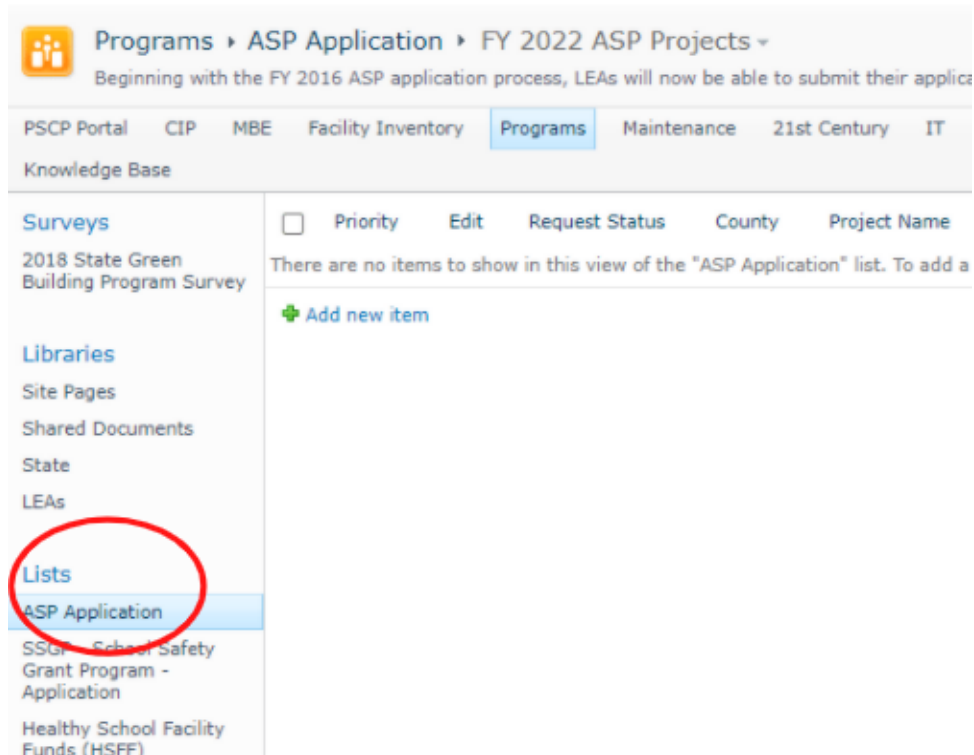 Programs ▸ ASP Application ▸ FY 2022 ASP Projects
Beginning with the FY 2016 ASP application process, LEAs will now be able to submit their applica
PSCP Portal CIP MBE Facility Inventory Programs Maintenance 21st Century IT
Knowledge Base
Surveys
2018 State Green
Building Program Survey
Libraries
Site Pages
Shared Documents
State
LEAs
Lists
ASP Application
SSGP - School Safety
Grant Program -
Application
Healthy School Facility
Funds (HSFF)
Priority Edit Request Status County Project Name
There are no items to show in this view of the "ASP Application" list. To add a
Add new item